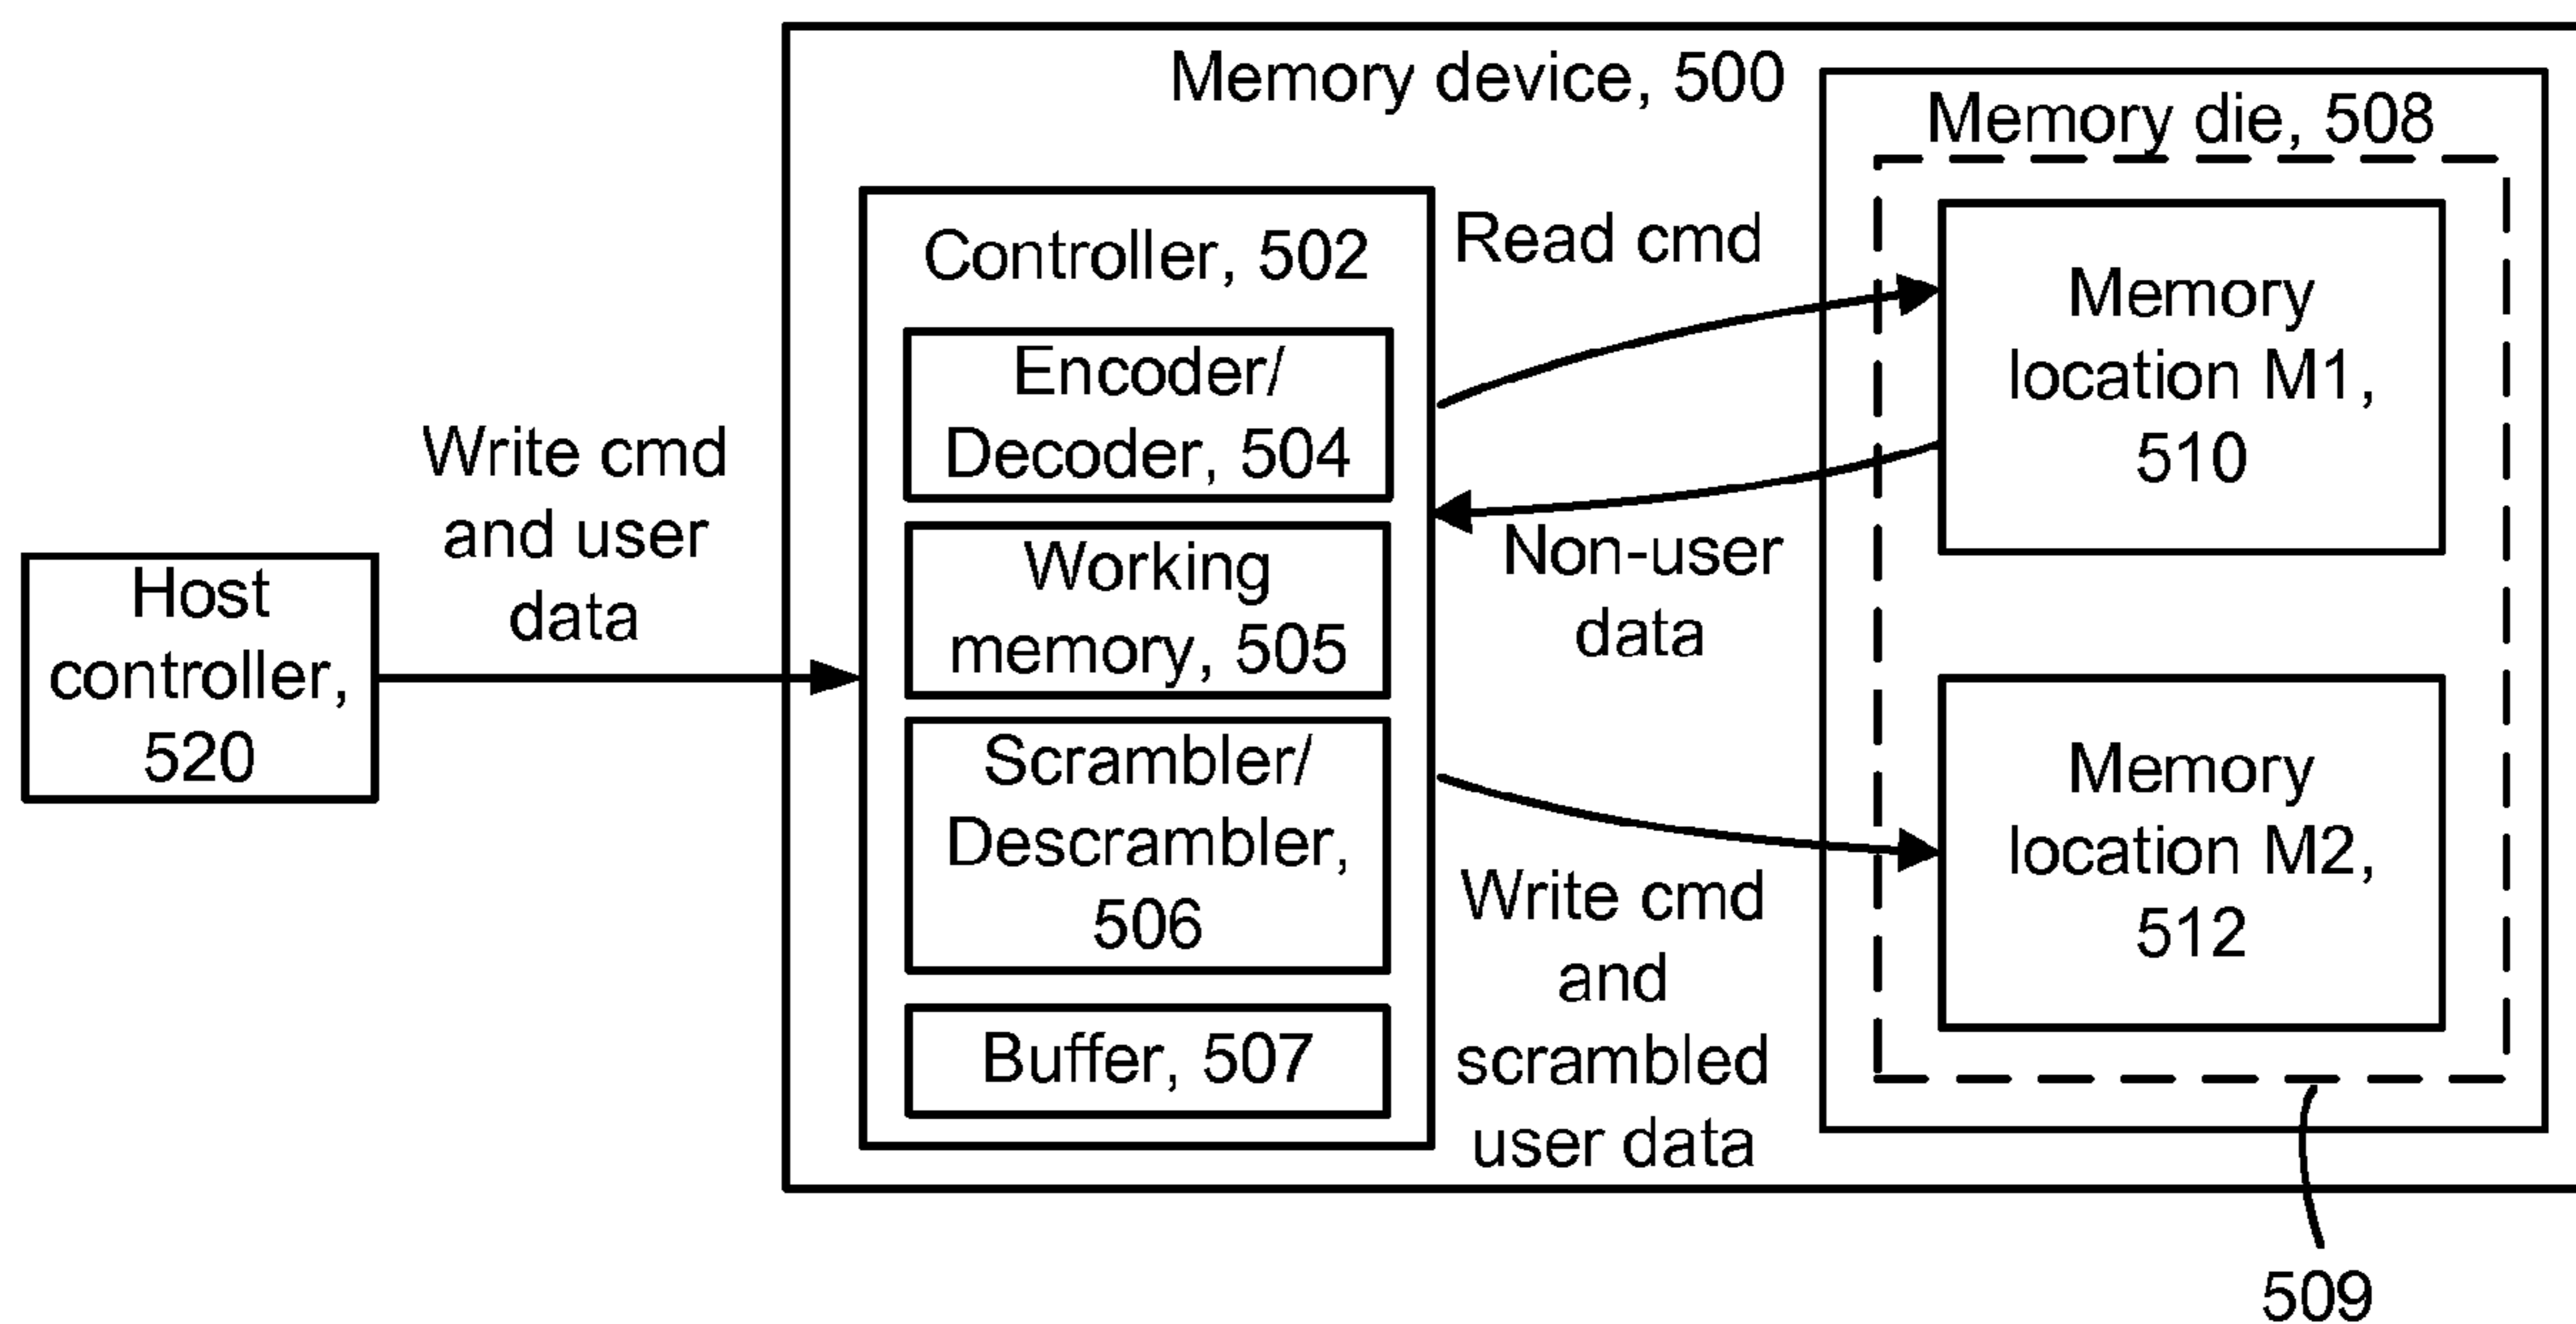 Memory device, 500
Memory die, 508
Controller, 502
Encoder/
Decoder, 504
Working
memory, 505
Scrambler/
Descrambler,
506
Buffer, 507
Host
controller,
520
Write cmd
and user
data
Read cmd
Non-user
data
Write cmd
and
scrambled
user data
Memory
location M1,
510
Memory
location M2,
512
509